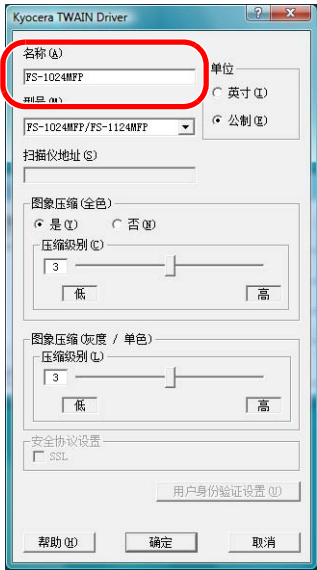 Kyocera TWAIN Driver
名称(A)
FS-1024MFP
单位
英寸(I)
公制(E)
型号(M)
FS-1024MFP/FS-1124MFP
扫描仪地址(S)
图象压缩(全色)
是(Y) 否(N)
压缩级别(C)
3
低 高
图象压缩(灰度 / 单色)
压缩级别(L)
3
低 高
安全协议设置
SSL
用户身份验证设置(U)
帮助(H) 确定 取消